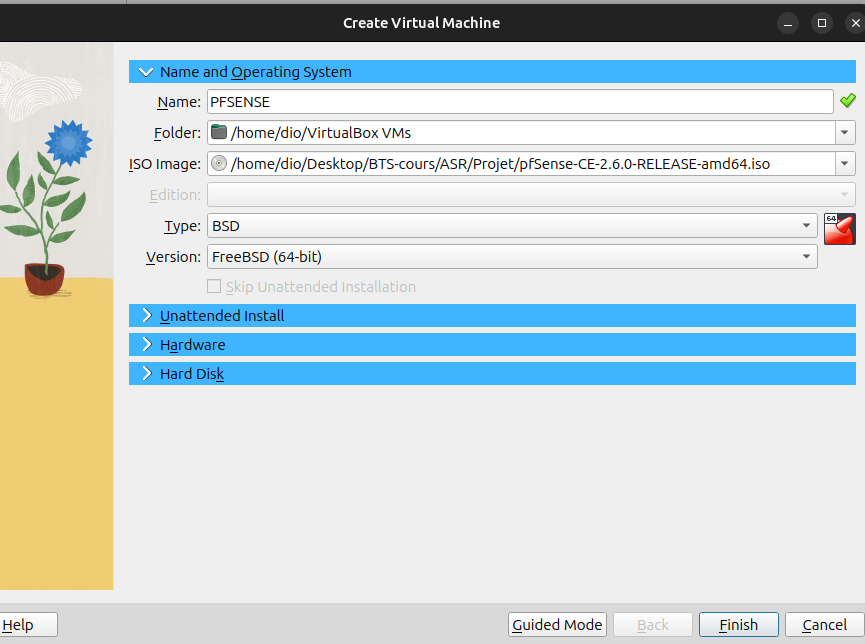 Create Virtual Machine
Name and Operating System
Name: PFSENSE
Folder: /home/dio/VirtualBox VMs
ISO Image: /home/dio/Desktop/BTS-cours/ASR/Projet/pfSense-CE-2.6.0-RELEASE-amd64.iso
Edition:
Type: BSD
64
Version: FreeBSD (64-bit)
Skip Unattended Installation
Unattended Install
Hardware
Hard Disk
Help Guided Mode Back Finish Cancel